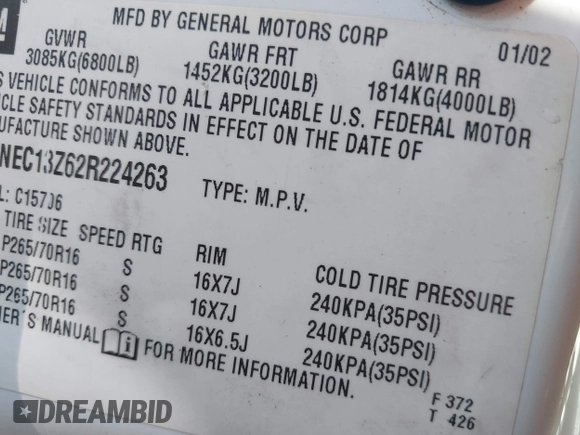 M
MFD BY GENERAL MOTORS CORP 01/02
GVWR GAWR FRT GAWR RR
3085KG(6800LB) 1452KG(3200LB) 1814KG(4000LB)
S VEHICLE CONFORMS TO ALL APPLICABLE U.S. FEDERAL MOTOR
ICLE SAFETY STANDARDS IN EFFECT ON THE DATE OF
NUFACTURE SHOWN ABOVE.
NEC13Z62R224263 TYPE: M.P.V.
L: C15706
TIRE SIZE SPEED RTG RIM COLD TIRE PRESSURE
P265/70R16 S 16X7J 240KPA(35PSI)
P265/70R16 S 16X7J 240KPA(35PSI)
P265/70R16 S 16X6.5J 240KPA(35PSI)
NER'S MANUAL FOR MORE INFORMATION.
F 372
T 426
DREAMBID